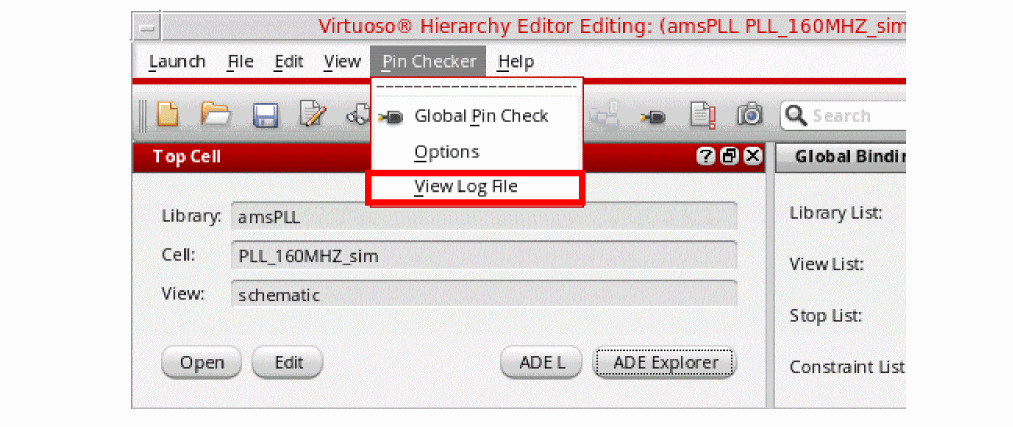 Virtuoso® Hierarchy Editor Editing: (amsPLL PLL_160MHZ_sim
Launch File Edit View Pin Checker Help
Global Pin Check
Search
Options
Top Cell
Global Bindin
View Log File
Library: amsPLL
Library List:
Cell: PLL_160MHZ_sim
View List:
View: schematic
Stop List:
Open Edit ADE L ADE Explorer
Constraint List